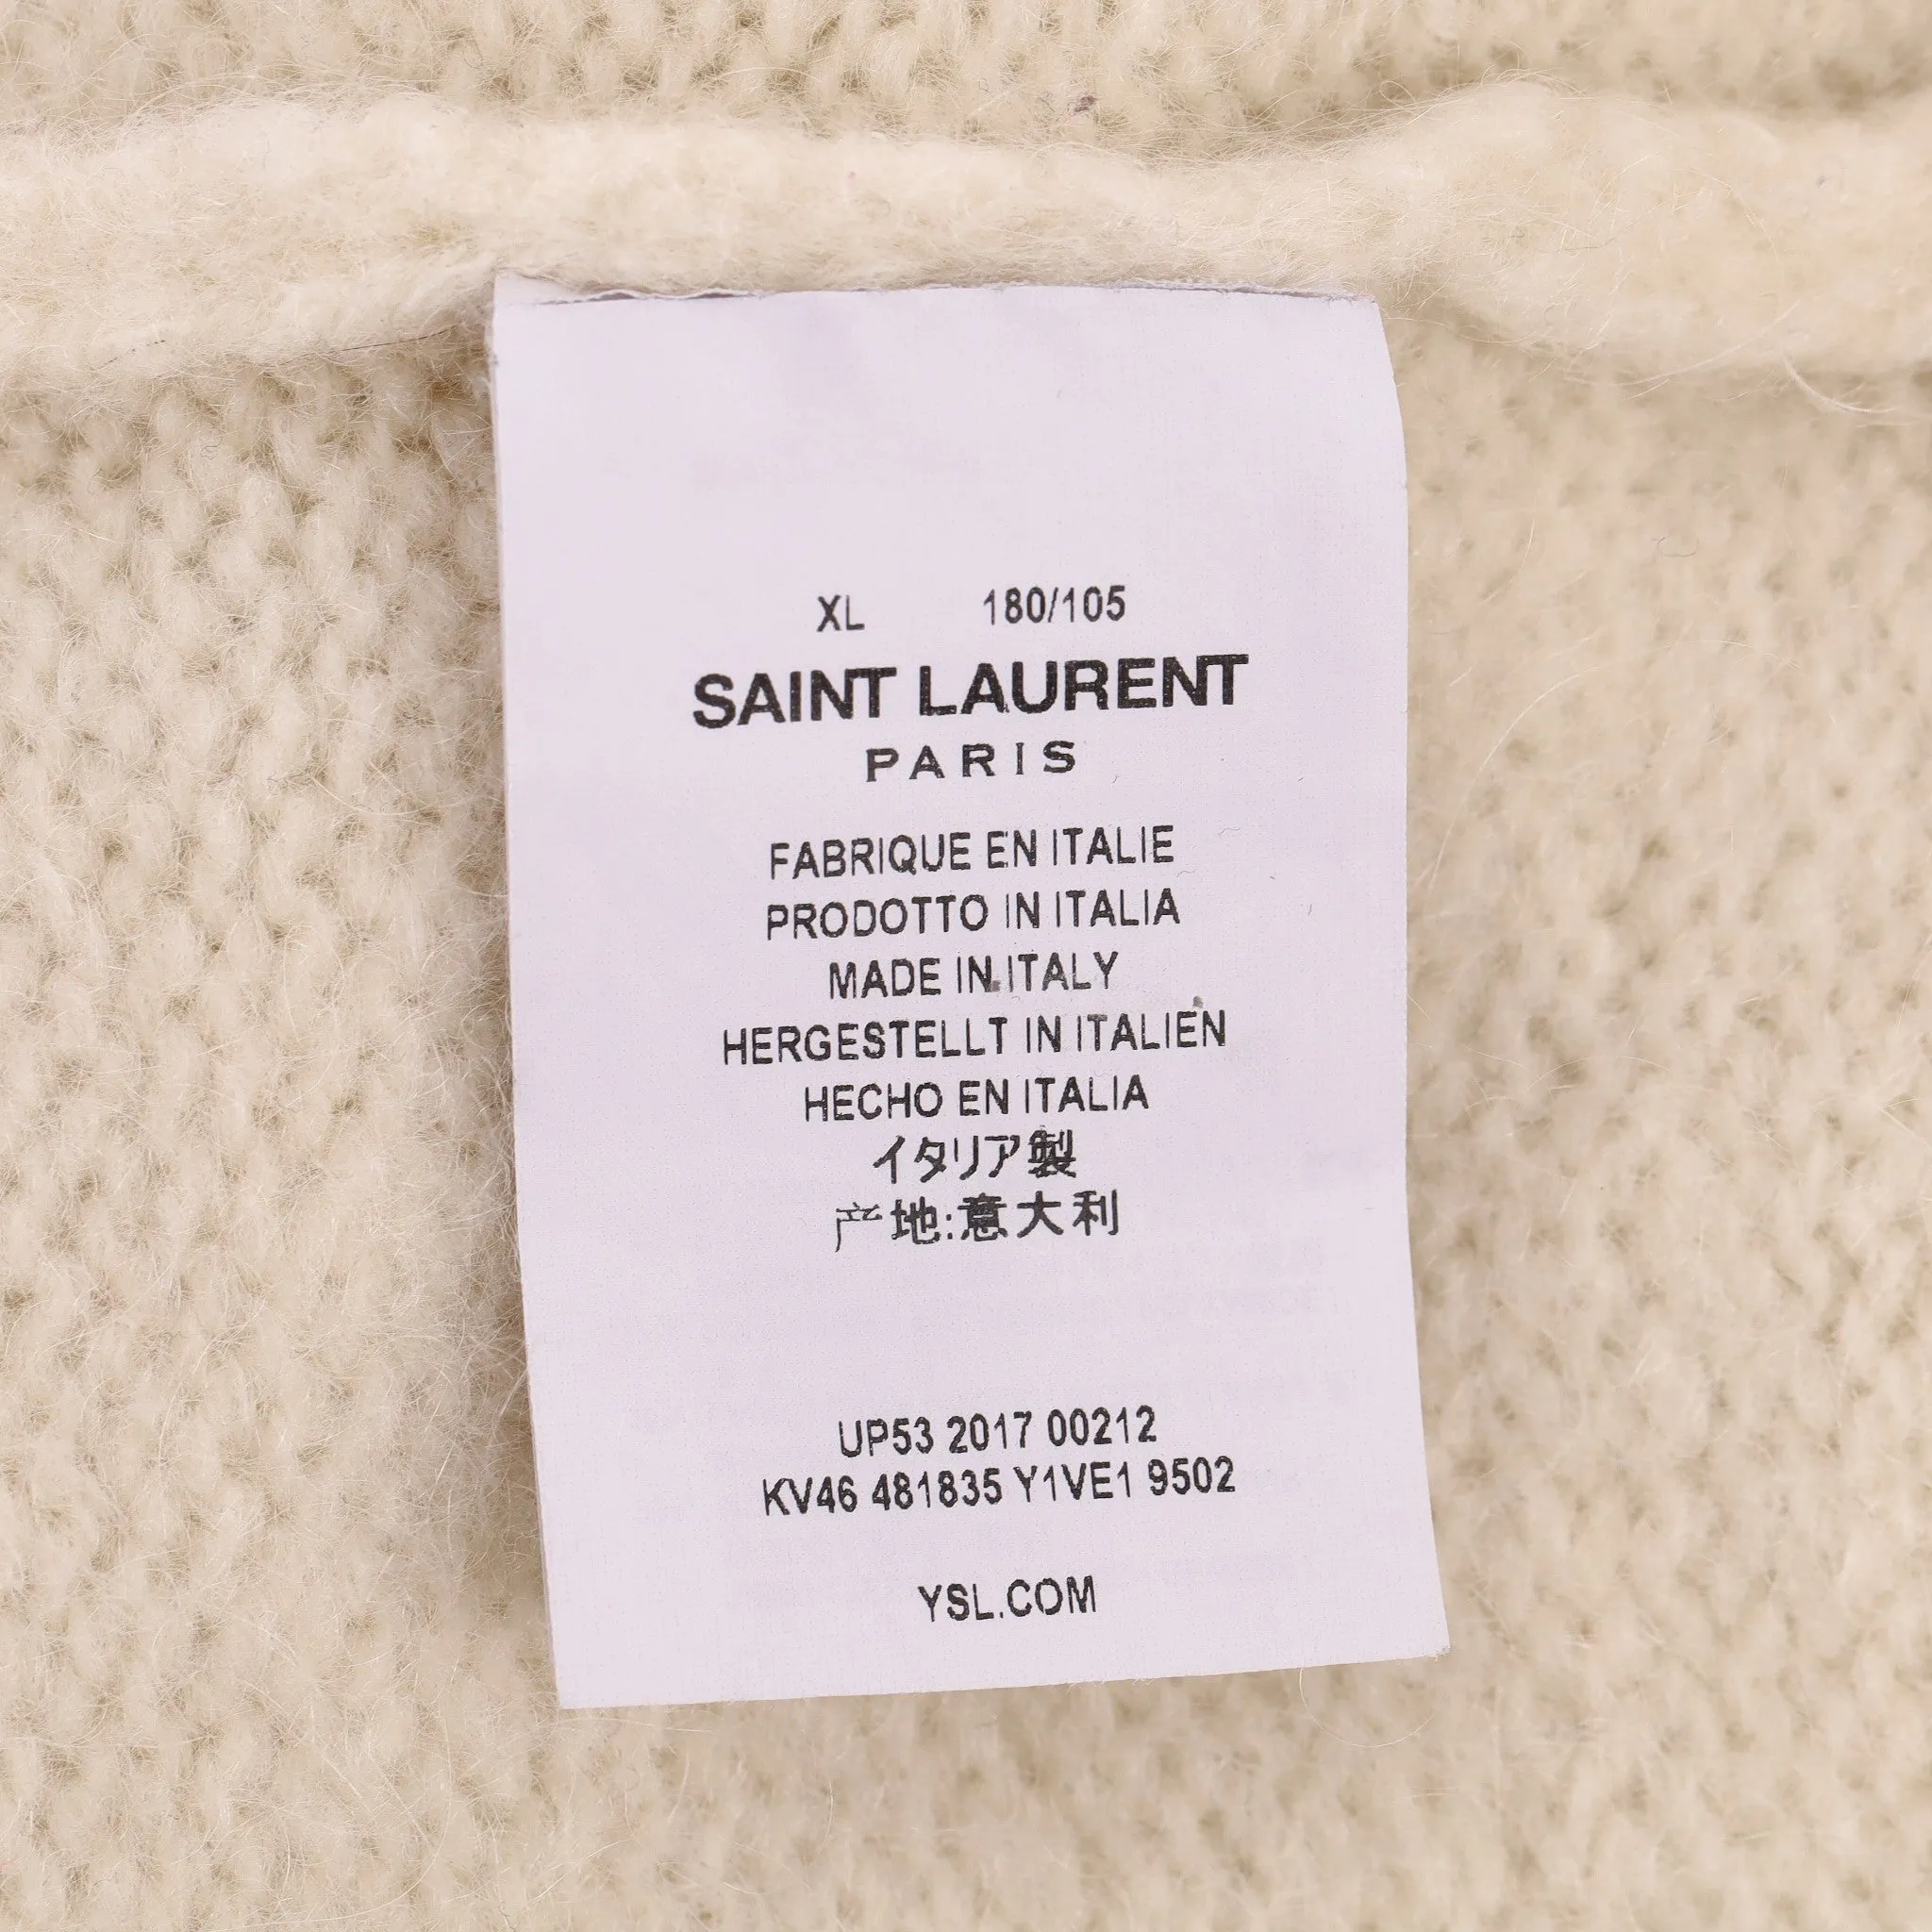 XL 180/105
SAINT LAURENT
PARIS
FABRIQUE EN ITALIE
PRODOTTO IN ITALIA
MADE IN ITALY
HERGESTELLT IN ITALIEN
HECHO EN ITALIA
イタリア製
产地:意大利
UP53 2017 00212
KV46 481835 Y1VE1 9502
YSL.COM